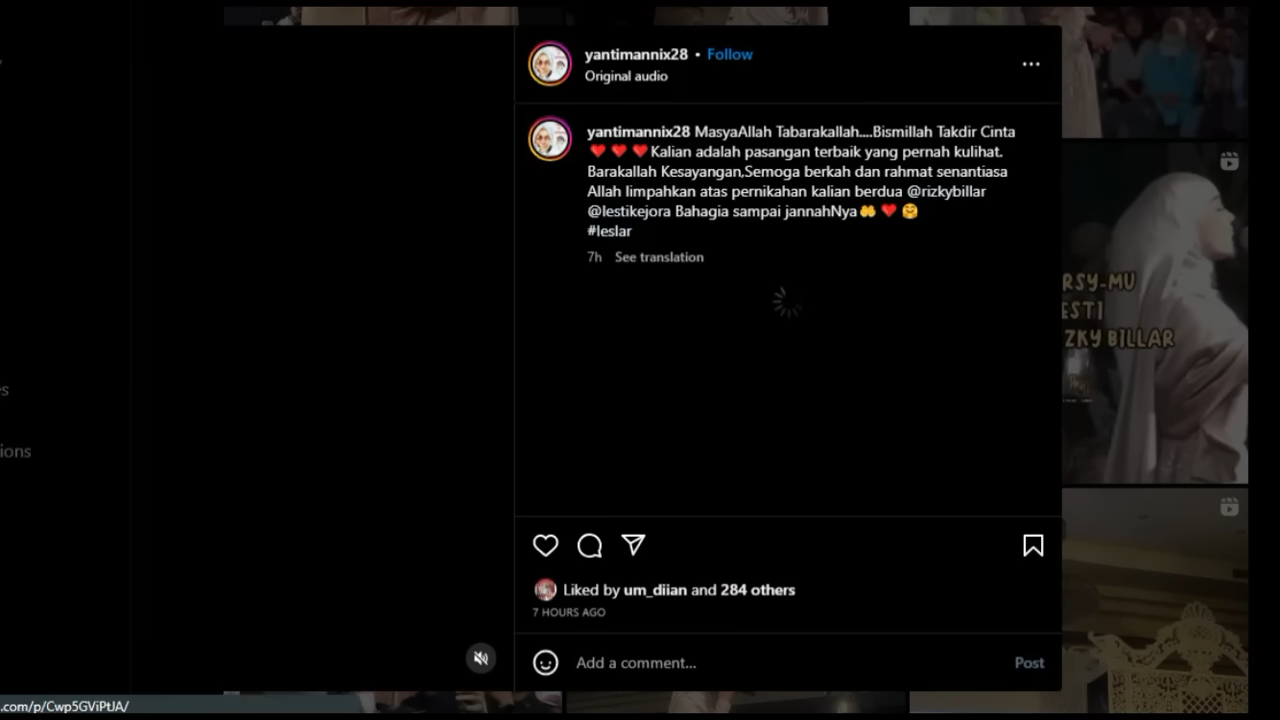 yantimannix28 • Follow
Original audio
yantimannix28 MasyaAllah Tabarakallah....Bismillah Takdir Cinta
❤️ ❤️ ❤️Kalian adalah pasangan terbaik yang pernah kulihat.
Barakallah Kesayangan,Semoga berkah dan rahmat senantiasa
Allah limpahkan atas pernikahan kalian berdua @rizkybillar
@lestikejora Bahagia sampai jannahNya🤲 ❤️ 🤗
#leslar
7h See translation
RSY-MU
ESTI
ZKY BILLAR
es
ions
Liked by um_diian and 284 others
7 HOURS AGO
Add a comment...
Post
.com/p/Cwp5GViPtJA/